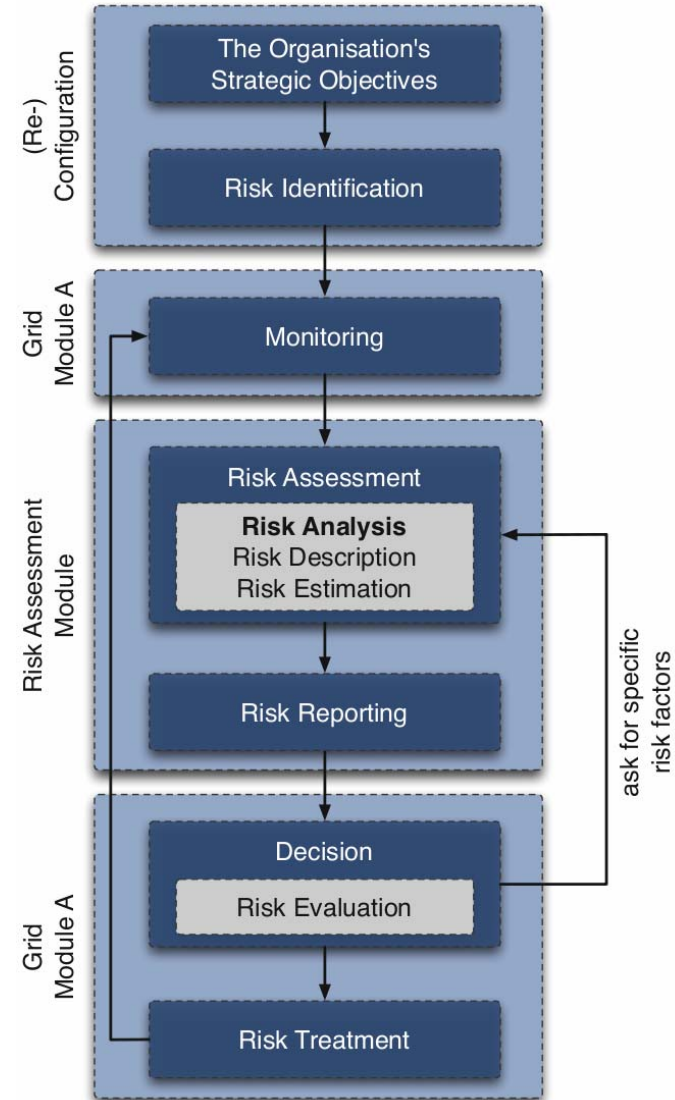 (Re-)
Configuration
The Organisation's
Strategic Objectives
Risk Identification
Grid
Module A
Monitoring
Risk Assessment
Module
Risk Assessment
Risk Analysis
Risk Description
Risk Estimation
Risk Reporting
ask for specific
risk factors
Grid
Module A
Decision
Risk Evaluation
Risk Treatment